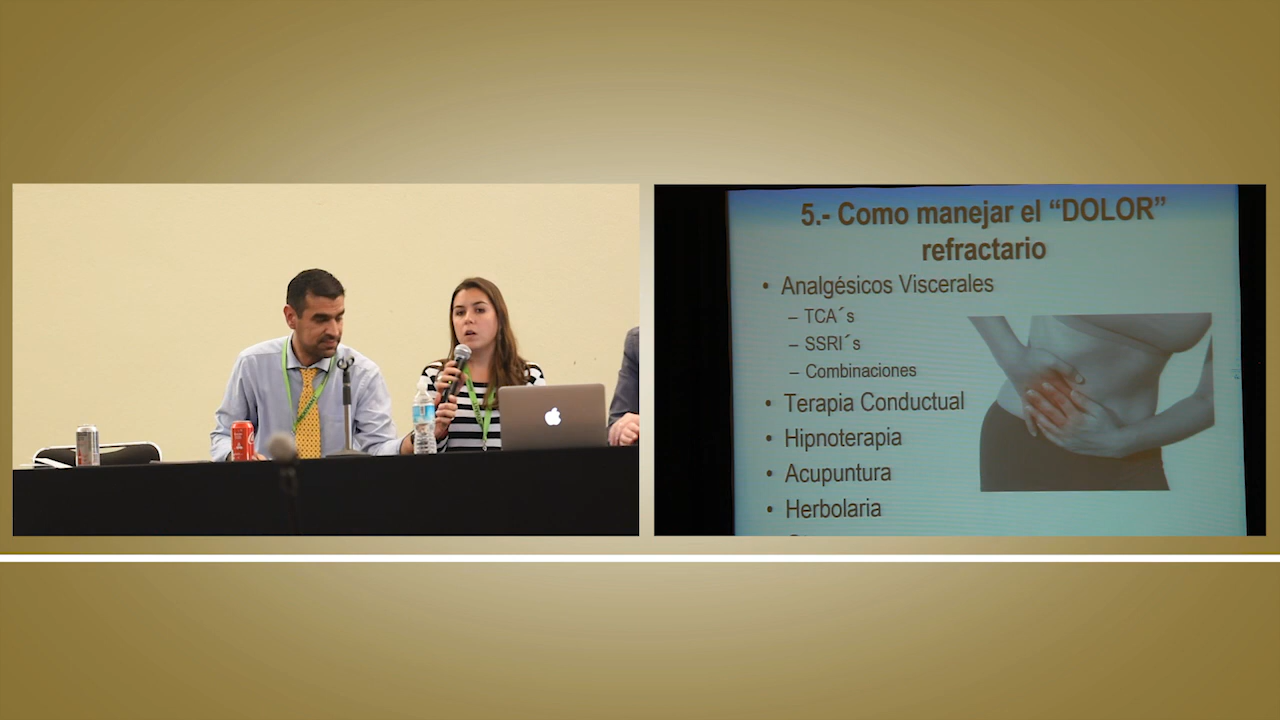 5.- Como manejar el “DOLOR”
refractario
• Analgésicos Viscerales
– TCA´s
– SSRI´s
– Combinaciones
• Terapia Conductual
• Hipnoterapia
• Acupuntura
• Herbolaria